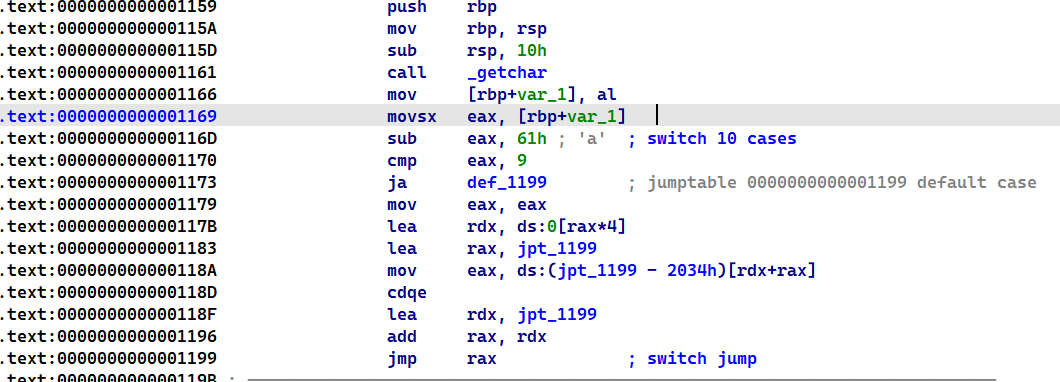 .text:0000000000001159 push rbp
.text:000000000000115A mov rbp, rsp
.text:000000000000115D sub rsp, 10h
.text:0000000000001161 call _getchar
.text:0000000000001166 mov [rbp+var_1], al
.text:0000000000001169 movsx eax, [rbp+var_1]
.text:000000000000116D sub eax, 61h ; 'a' ; switch 10 cases
.text:0000000000001170 cmp eax, 9
.text:0000000000001173 ja def_1199 ; jumptable 0000000000001199 default case
.text:0000000000001179 mov eax, eax
.text:000000000000117B lea rdx, ds:0[rax*4]
.text:0000000000001183 lea rax, jpt_1199
.text:000000000000118A mov eax, ds:(jpt_1199 - 2034h)[rdx+rax]
.text:000000000000118D cdqe
.text:000000000000118F lea rdx, jpt_1199
.text:0000000000001196 add rax, rdx
.text:0000000000001199 jmp rax ; switch jump
.text:000000000000119B ;